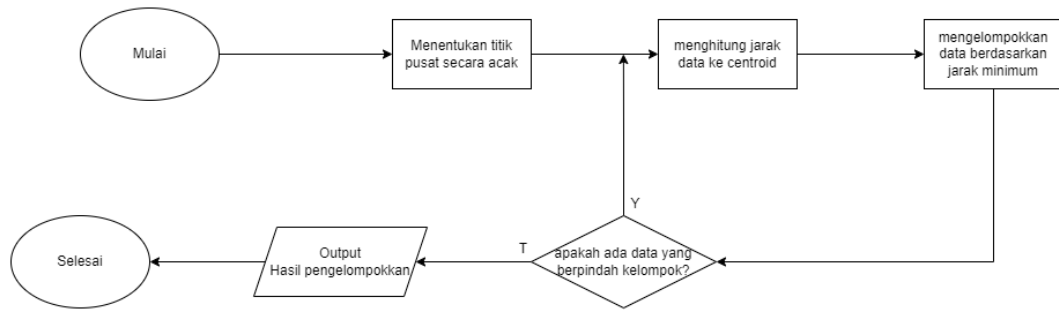 Mulai
Menentukan titik
pusat secara acak
menghitung jarak
data ke centroid
mengelompokkan
data berdasarkan
jarak minimum
Y
apakah ada data yang
berpindah kelompok?
T
Output
Hasil pengelompokkan
Selesai